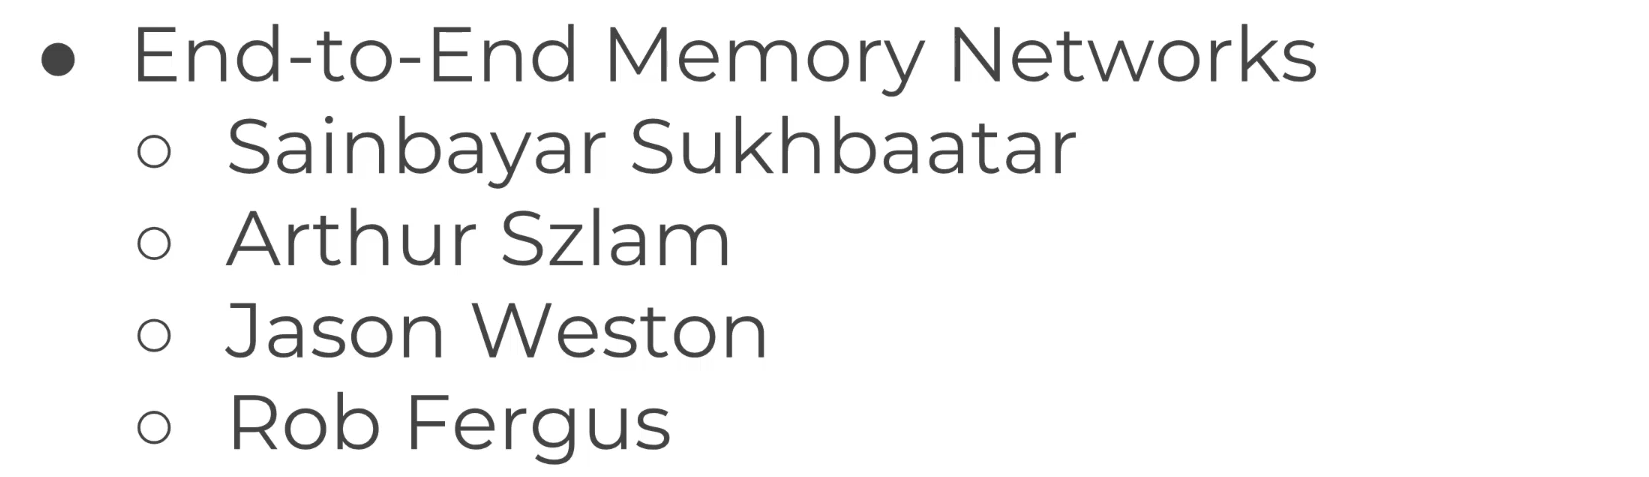 ● End-to-End Memory Networks
○ Sainbayar Sukhbaatar
○ Arthur Szlam
○ Jason Weston
○ Rob Fergus